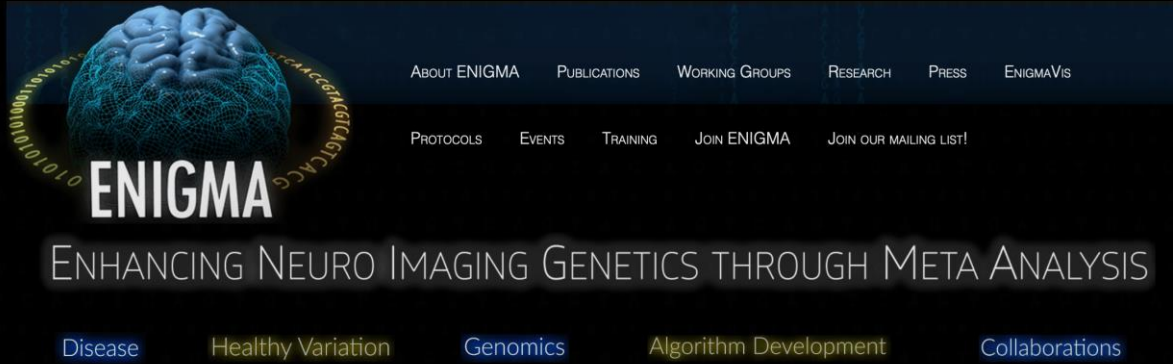 About ENIGMA Publications Working Groups Research Press EnigmaVis
Protocols Events Training Join ENIGMA Join our mailing list!
ENIGMA
Enhancing Neuro Imaging Genetics through Meta Analysis
Disease Healthy Variation Genomics Algorithm Development Collaborations